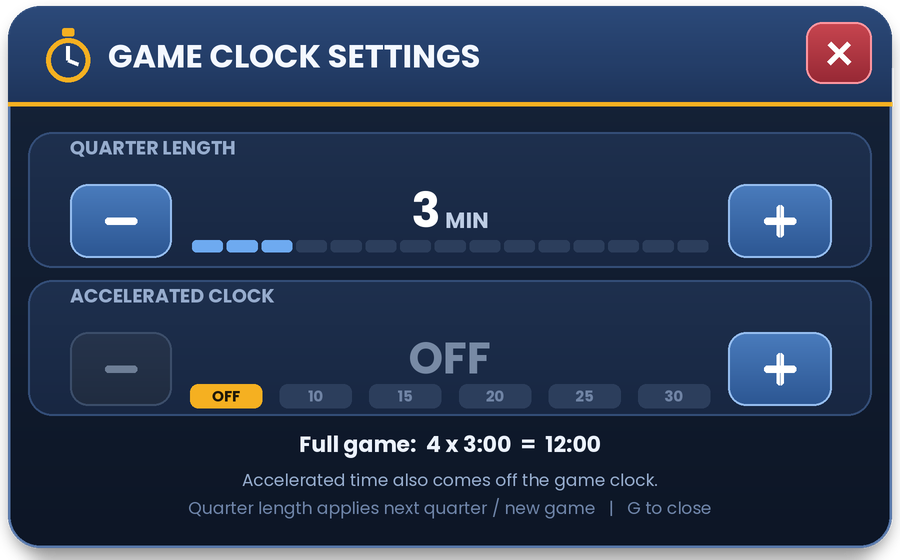 GAME CLOCK SETTINGS
QUARTER LENGTH
3 MIN
ACCELERATED CLOCK
OFF
OFF 10 15 20 25 30
Full game: 4 x 3:00 = 12:00
Accelerated time also comes off the game clock.
Quarter length applies next quarter / new game | G to close